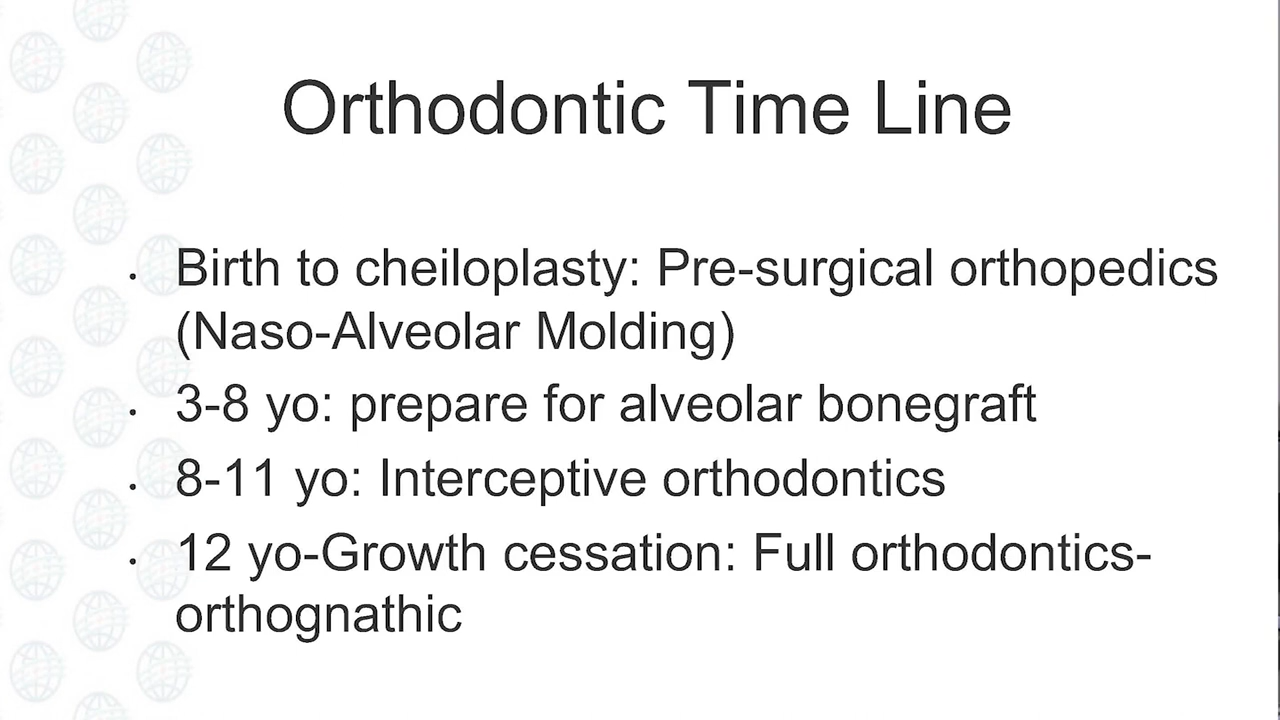 Orthodontic Time Line
• Birth to cheiloplasty: Pre-surgical orthopedics
(Naso-Alveolar Molding)
• 3-8 yo: prepare for alveolar bonegraft
• 8-11 yo: Interceptive orthodontics
• 12 yo-Growth cessation: Full orthodontics-
orthognathic